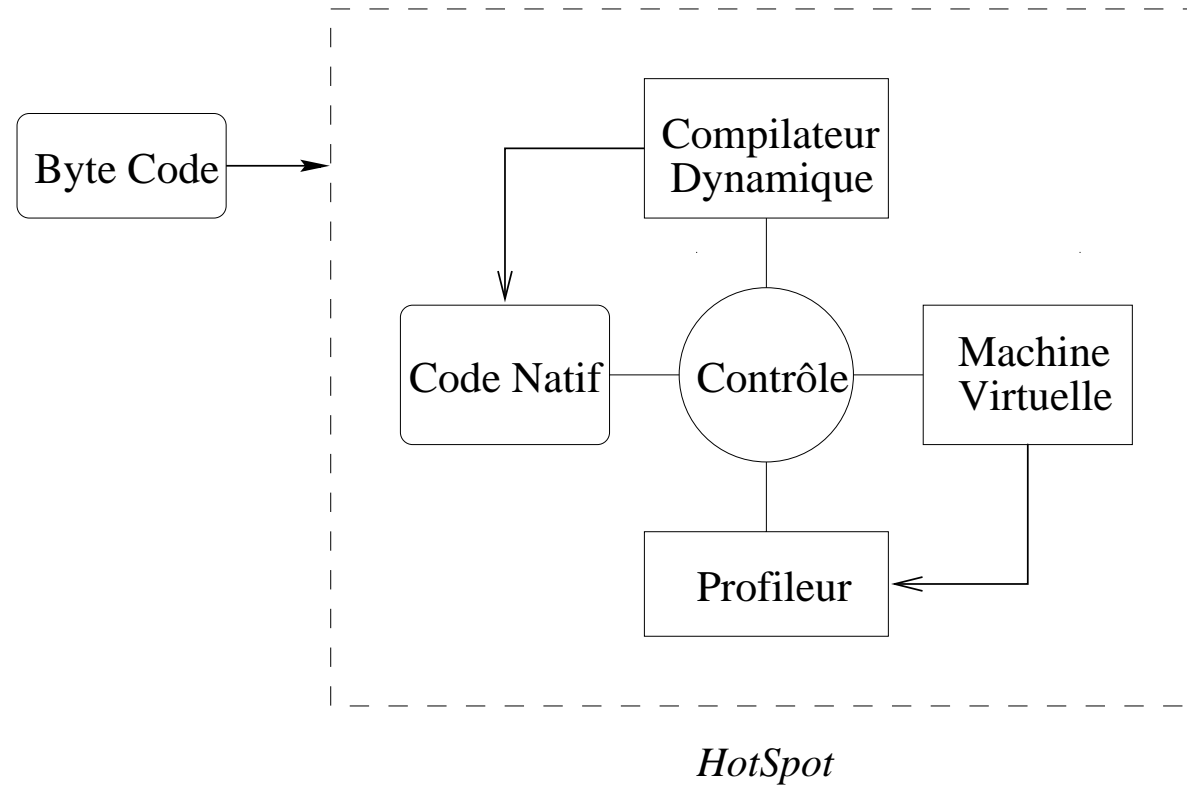 Compilateur
Dynamique
Byte Code
Code Natif
Contrôle
Machine
Virtuelle
Profileur
HotSpot